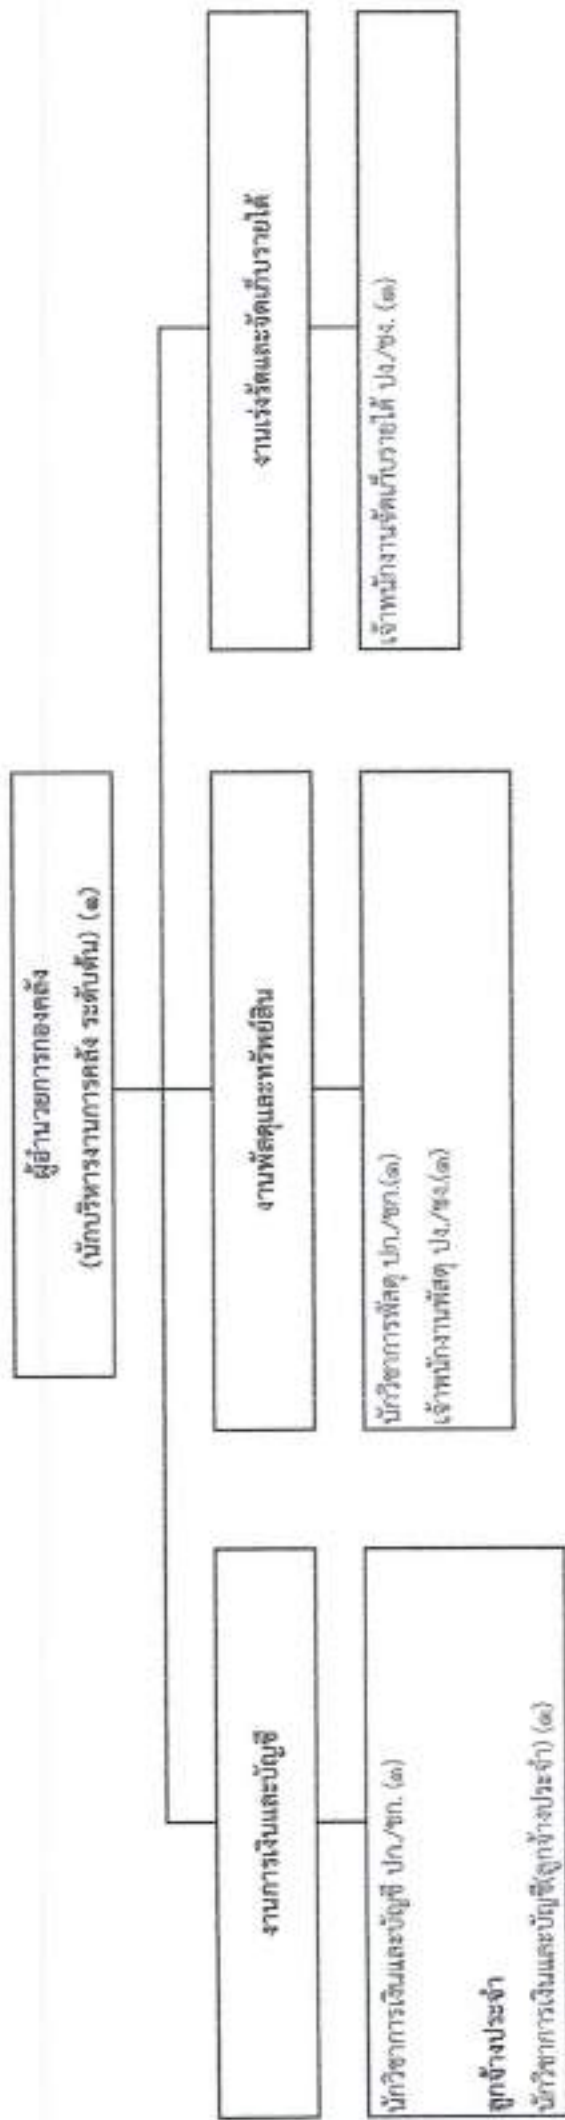 ผู้อำนวยการกองคลัง
(นักบริหารงานการคลัง ระดับต้น) (๑)
งานการเงินและบัญชี
นักวิชาการเงินและบัญชี ปก./ชก. (๑)
ลูกจ้างประจำ
นักวิชาการเงินและบัญชี(ลูกจ้างประจำ) (๑)
งานพัสดุและทรัพย์สิน
นักวิชาการพัสดุ ปก./ชก.(๑)
เจ้าพนักงานพัสดุ ปง./ชง.(๑)
งานเร่งรัดและจัดเก็บรายได้
เจ้าพนักงานจัดเก็บรายได้ ปง./ชง. (๑)